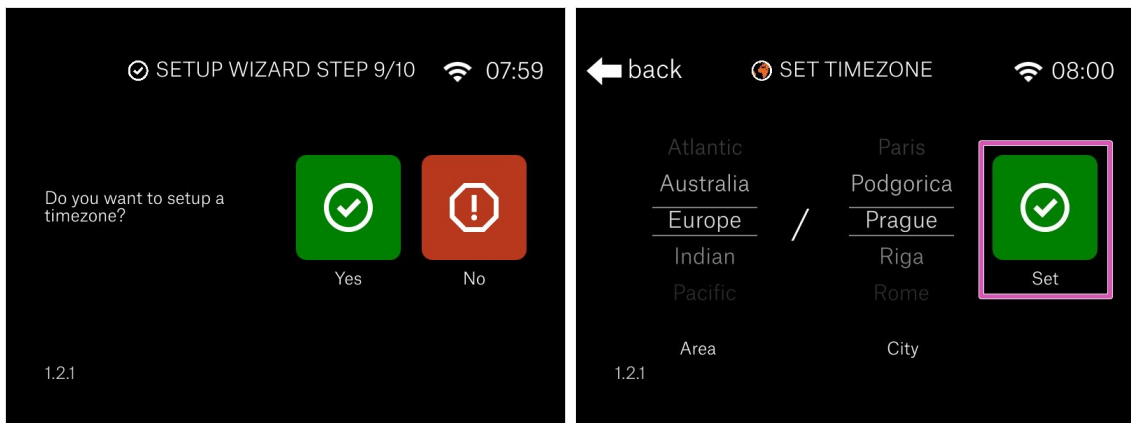 SETUP WIZARD STEP 9/10 07:59
Do you want to setup a
timezone?
Yes No
1.2.1
back SET TIMEZONE 08:00
Atlantic Paris
Australia Podgorica
Europe / Prague
Indian Riga
Pacific Rome
Set
Area City
1.2.1